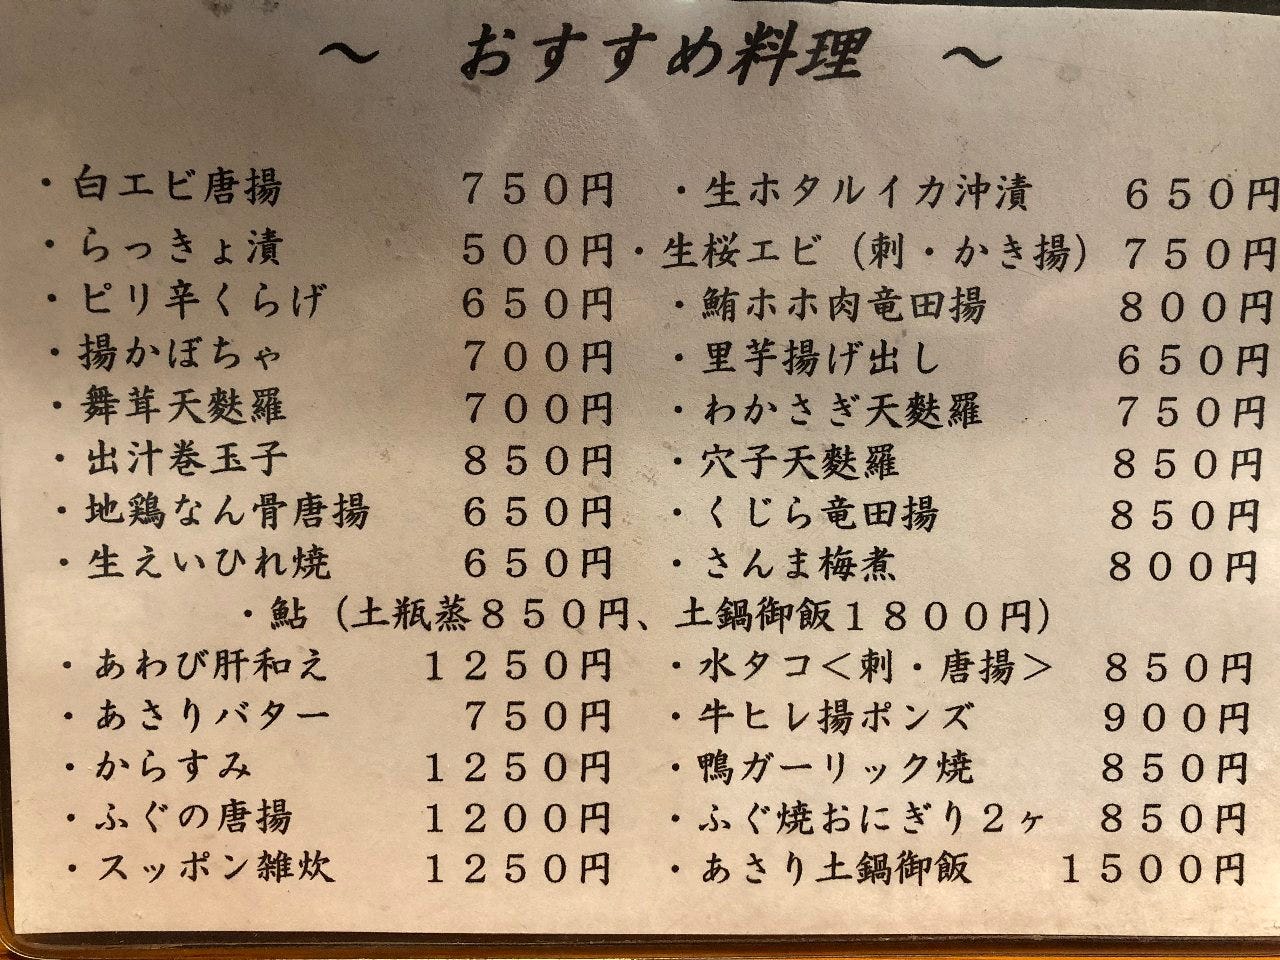 ～ おすすめ料理 ～
・白エビ唐揚 ７５０円 ・生ホタルイカ沖漬 ６５０円
・らっきょ漬 ５００円 ・生桜エビ（刺・かき揚） ７５０円
・ピリ辛くらげ ６５０円 ・鮪ホホ肉竜田揚 ８００円
・揚かぼちゃ ７００円 ・里芋揚げ出し ６５０円
・舞茸天麩羅 ７００円 ・わかさぎ天麩羅 ７５０円
・出汁巻玉子 ８５０円 ・穴子天麩羅 ８５０円
・地鶏なん骨唐揚 ６５０円 ・くじら竜田揚 ８５０円
・生えいひれ焼 ６５０円 ・さんま梅煮 ８００円
・鮎（土瓶蒸８５０円、土鍋御飯１８００円）
・あわび肝和え １２５０円 ・水タコ＜刺・唐揚＞ ８５０円
・あさりバター ７５０円 ・牛ヒレ揚ポンズ ９００円
・からすみ １２５０円 ・鴨ガーリック焼 ８５０円
・ふぐの唐揚 １２００円 ・ふぐ焼おにぎり２ヶ ８５０円
・スッポン雑炊 １２５０円 ・あさり土鍋御飯 １５００円